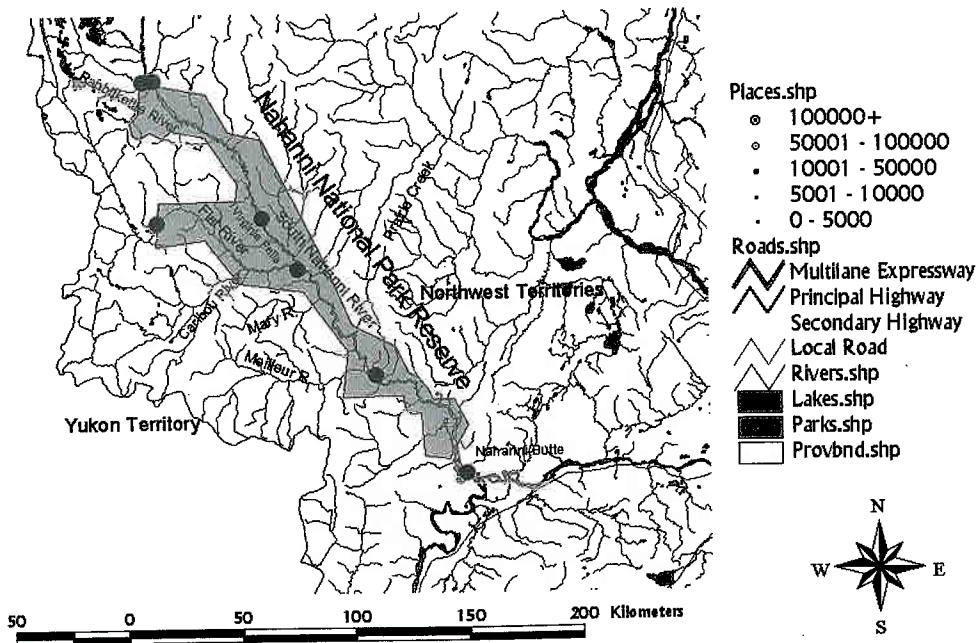 Rabbitkettle River
Nahanni National Park Reserve
Prairie Creek
Flat River
Virginia Falls
South Nahanni River
Northwest Territories
Caribou River
Mary R.
Meilleur R.
Yukon Territory
Nahanni Butte
Places.shp
100000+
50001 - 100000
10001 - 50000
5001 - 10000
0 - 5000
Roads.shp
Multilane Expressway
Principal Highway
Secondary Highway
Local Road
Rivers.shp
Lakes.shp
Parks.shp
Provbnd.shp
N
W E
S
50 0 50 100 150 200 Kilometers